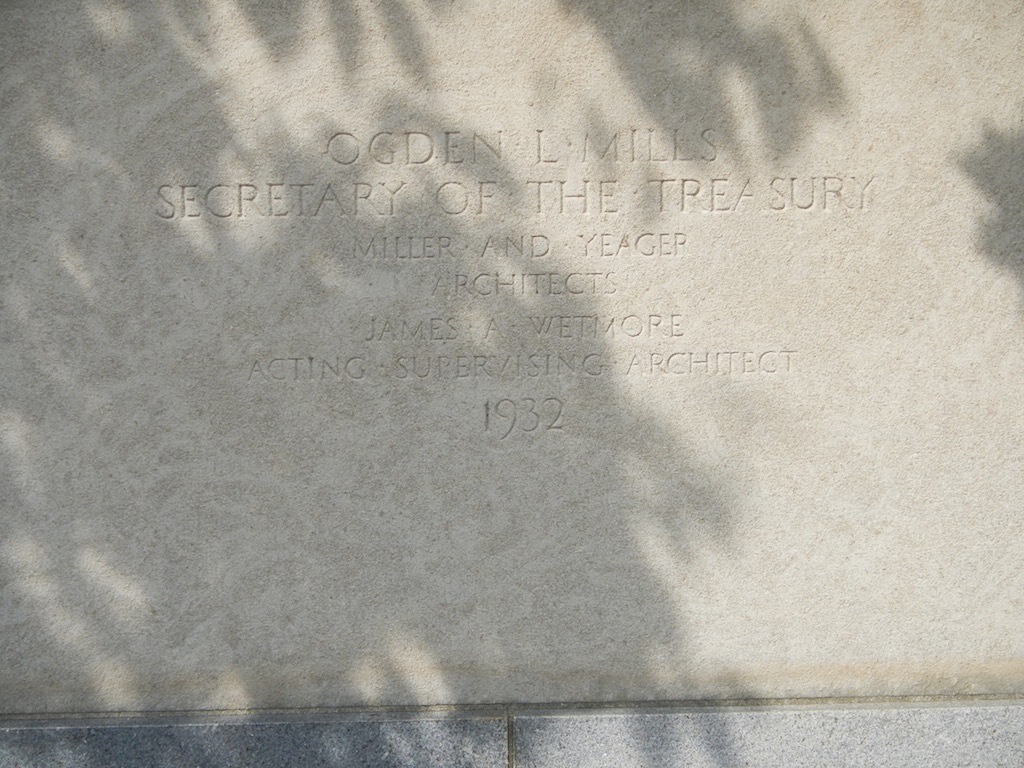 OGDEN · L · MILLS
SECRETARY · OF · THE · TREASURY
MILLER · AND · YEAGER
ARCHITECTS
JAMES · A · WETMORE
ACTING · SUPERVISING · ARCHITECT
1932